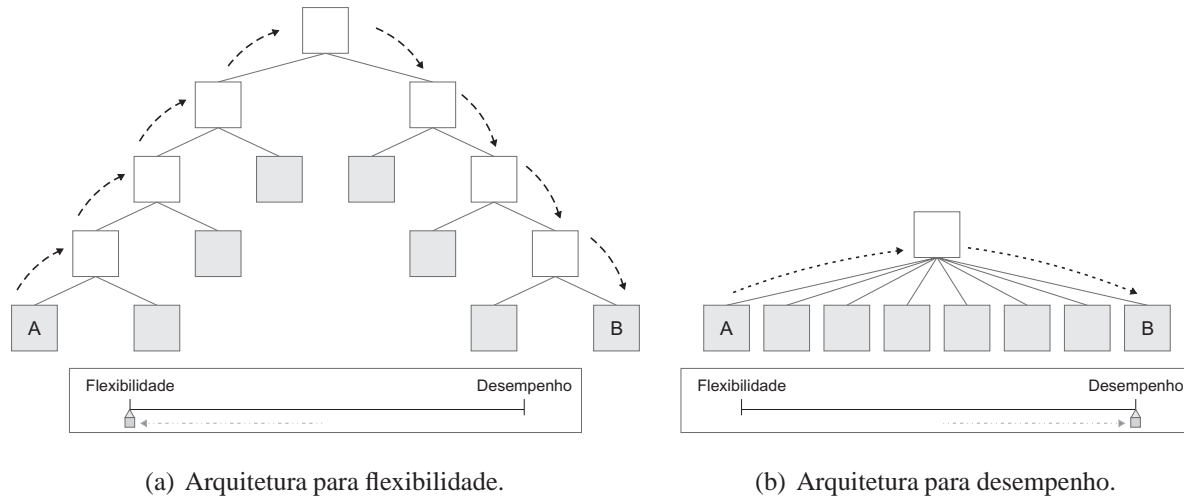 A
B
Flexibilidade
Desempenho
(a) Arquitetura para flexibilidade.
A
B
Flexibilidade
Desempenho
(b) Arquitetura para desempenho.